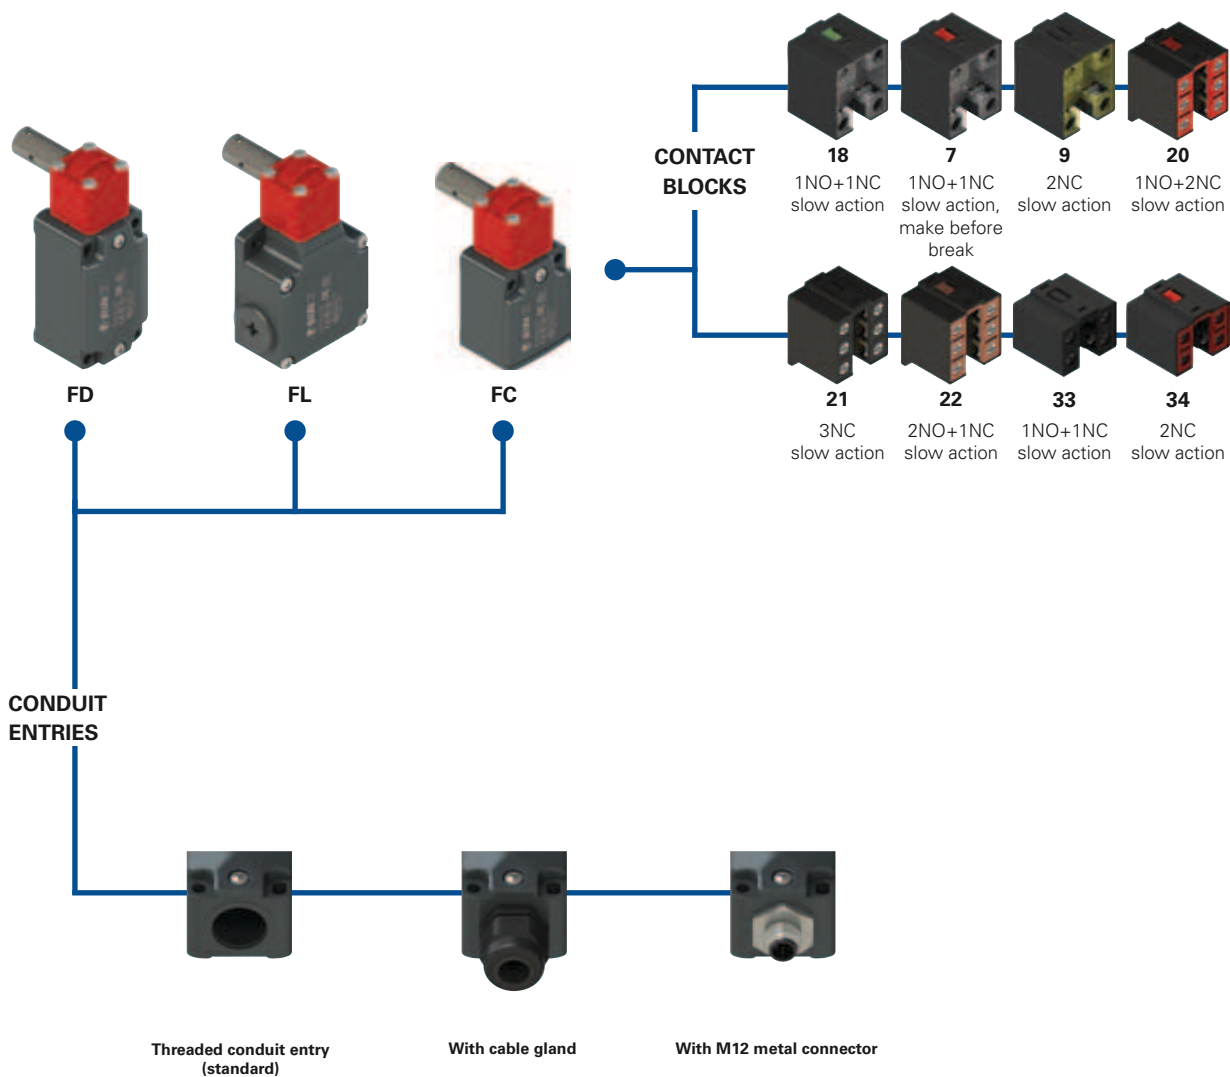 CONTACT
BLOCKS
18
1NO+1NC
slow action
7
1NO+1NC
slow action,
make before
break
9
2NC
slow action
20
1NO+2NC
slow action
21
3NC
slow action
22
2NO+1NC
slow action
33
1NO+1NC
slow action
34
2NC
slow action
FD
FL
FC
CONDUIT
ENTRIES
Threaded conduit entry
(standard)
With cable gland
With M12 metal connector